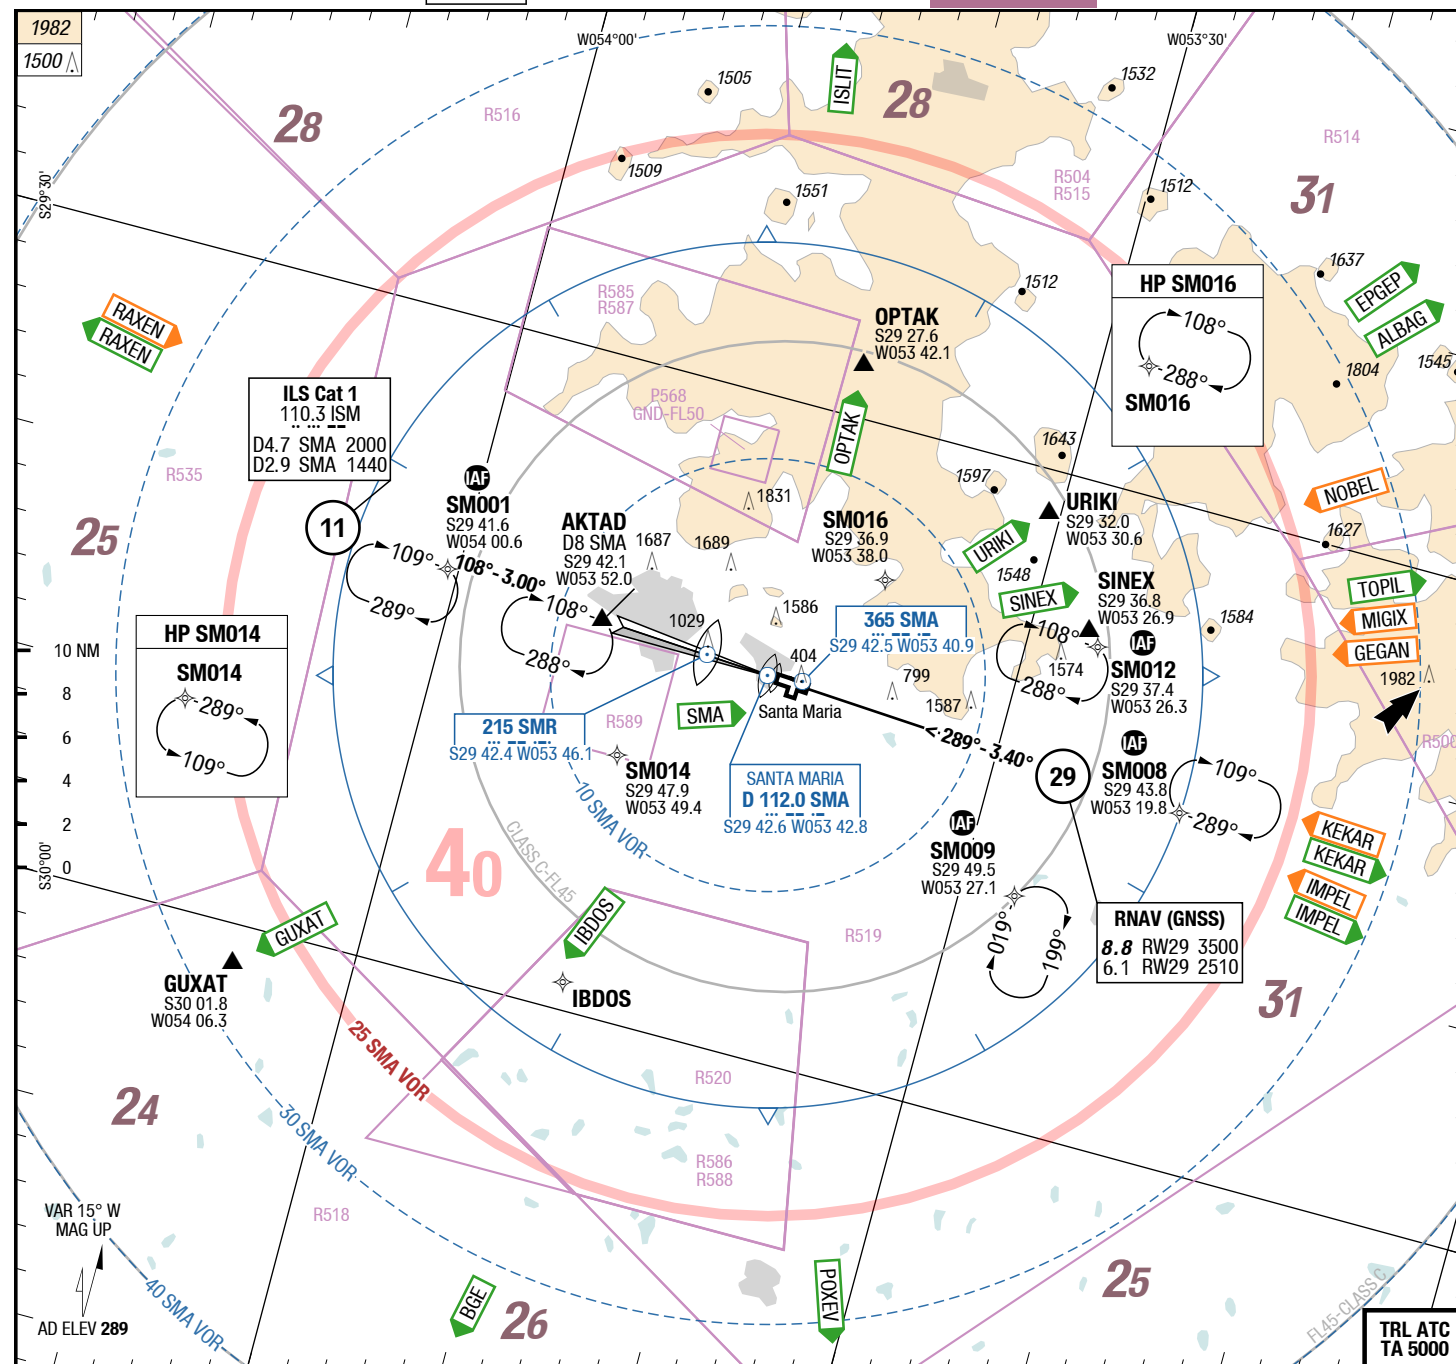 1982
1500
W054°00'
W053°30'
S29°30'
S30°00'
28
R516
1505
ISLIT
28
1532
R514
1509
1551
R504
R515
1512
31
1637
EPGEP
ALBAG
1545
1804
RAXEN
RAXEN
R585
R587
1512
OPTAK
S29 27.6
W053 42.1
HP SM016
108°
288°
SM016
ILS Cat 1
110.3 ISM
D4.7 SMA 2000
D2.9 SMA 1440
P568
GND-FL50
OPTAK
1643
1597
R535
11
25
IAF
SM001
S29 41.6
W054 00.6
109°
289°
108°-3.00°
AKTAD
D8 SMA
S29 42.1
W053 52.0
108°
288°
1687
1689
1831
SM016
S29 36.9
W053 38.0
URIKI
S29 32.0
W053 30.6
URIKI
1548
NOBEL
1627
SINEX
SINEX
S29 36.8
W053 26.9
TOPIL
MIGIX
GEGAN
1982
1584
1029
1586
365 SMA
S29 42.5 W053 40.9
404
799
1587
108°
288°
1574
IAF
SM012
S29 37.4
W053 26.3
HP SM014
SM014
289°
109°
10 NM
8
6
4
2
0
SMA
Santa Maria
215 SMR
S29 42.4 W053 46.1
R589
289°-3.40°
R500
SM014
S29 47.9
W053 49.4
SANTA MARIA
D 112.0 SMA
S29 42.6 W053 42.8
29
IAF
SM008
S29 43.8
W053 19.8
109°
289°
10 SMA VOR
CLASS C-FL45
40
IAF
SM009
S29 49.5
W053 27.1
019°
199°
KEKAR
KEKAR
IMPEL
IMPEL
RNAV (GNSS)
8.8 RW29 3500
6.1 RW29 2510
GUXAT
GUXAT
S30 01.8
W054 06.3
IBDOS
IBDOS
R519
31
25 SMA VOR
R520
24
30 SMA VOR
R586
R588
R518
VAR 15° W
MAG UP
40 SMA VOR
AD ELEV 289
BGE
26
POXEV
25
FL45-CLASS C
TRL ATC
TA 5000